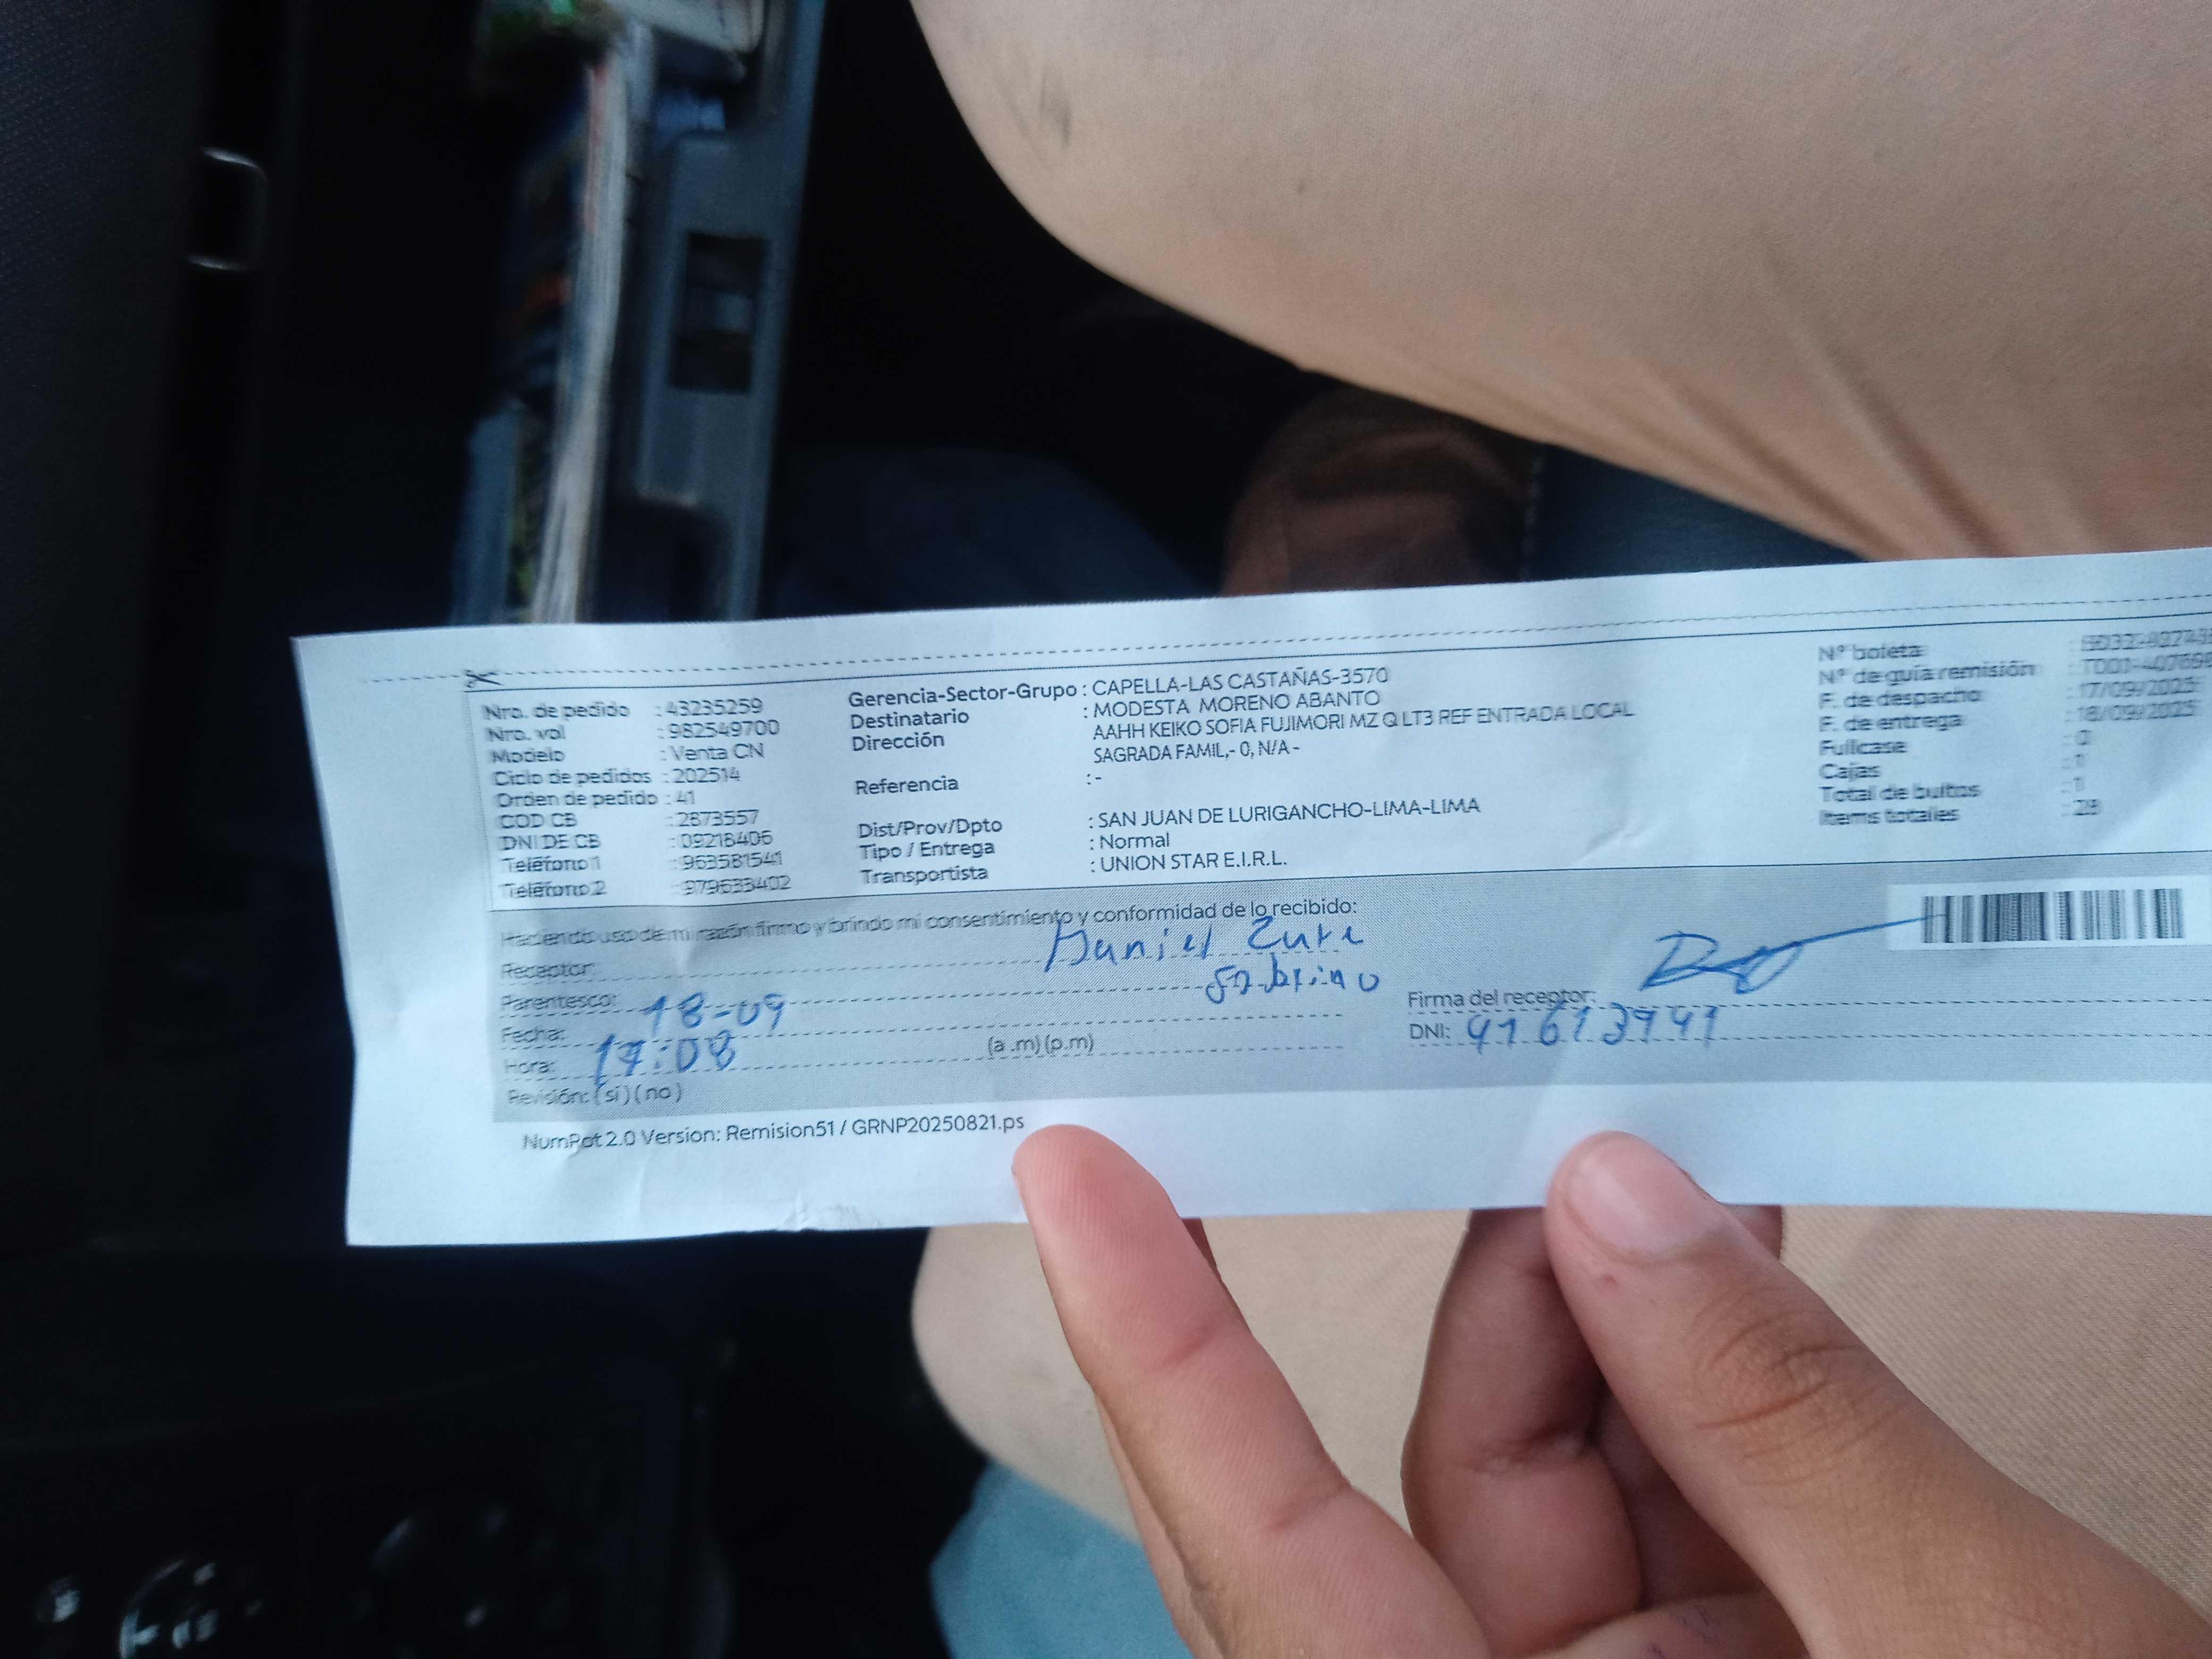 Nro. de pedido : 43235259
Nro. vol : 982549700
Modelo : Venta CN
Ciclo de pedidos : 202514
Orden de pedido : 41
COD CB : 2873557
DNI DE CB : 09218406
Teléfono 1 : 963581541
Teléfono 2 : 979633402
Gerencia-Sector-Grupo : CAPELLA-LAS CASTAÑAS-3570
Destinatario : MODESTA MORENO ABANTO
Dirección AAHH KEIKO SOFIA FUJIMORI MZ Q LT3 REF ENTRADA LOCAL
SAGRADA FAMIL,- 0, N/A -
Referencia : -
Dist/Prov/Dpto : SAN JUAN DE LURIGANCHO-LIMA-LIMA
Tipo / Entrega : Normal
Transportista : UNION STAR E.I.R.L.
N° boleta :
N° de guía remisión :
F. de despacho : 17/09/2025
F. de entrega : 18/09/2025
Fullcase : 0
Cajas : 1
Total de bultos : 1
Items totales : 28
Haciendo uso de mi razón firmo y brindo mi consentimiento y conformidad de lo recibido:
Receptor: Daniel
Parentesco: Sobrino
Fecha: 18-09
Hora: 17:08 (a .m) (p.m)
Revisión: (si) (no)
Firma del receptor:
DNI: 41613941
NumPot 2.0 Version: Remision51 / GRNP20250821.ps